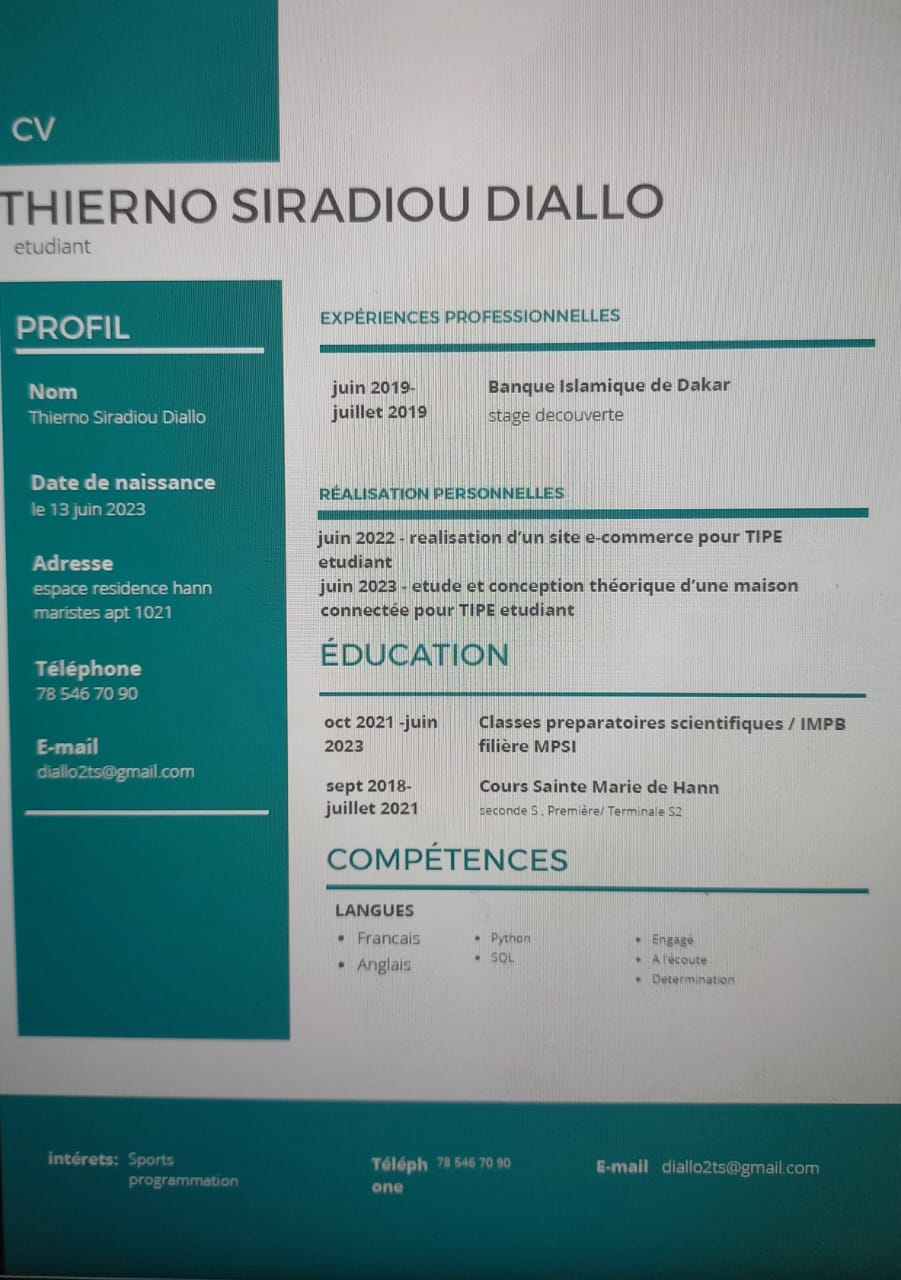 CV
THIERNO SIRADIOU DIALLO
etudiant
PROFIL
Nom
Thierno Siradiou Diallo
Date de naissance
le 13 juin 2023
Adresse
espace residence hann
maristes apt 1021
Téléphone
78 546 70 90
E-mail
diallo2ts@gmail.com
EXPÉRIENCES PROFESSIONNELLES
juin 2019-
juillet 2019
Banque Islamique de Dakar
stage decouverte
RÉALISATION PERSONNELLES
juin 2022 - realisation d'un site e-commerce pour TIPE
etudiant
juin 2023 - etude et conception théorique d'une maison
connectée pour TIPE etudiant
ÉDUCATION
oct 2021 -juin
2023
Classes preparatoires scientifiques / IMPB
filière MPSI
sept 2018-
juillet 2021
Cours Sainte Marie de Hann
seconde S , Première/ Terminale S2
COMPÉTENCES
LANGUES
• Francais
• Anglais
• Python
• SQL
• Engagé
• A l'écoute
• Determination
intérets: Sports
programmation
Téléph
one
78 546 70 90
E-mail diallo2ts@gmail.com